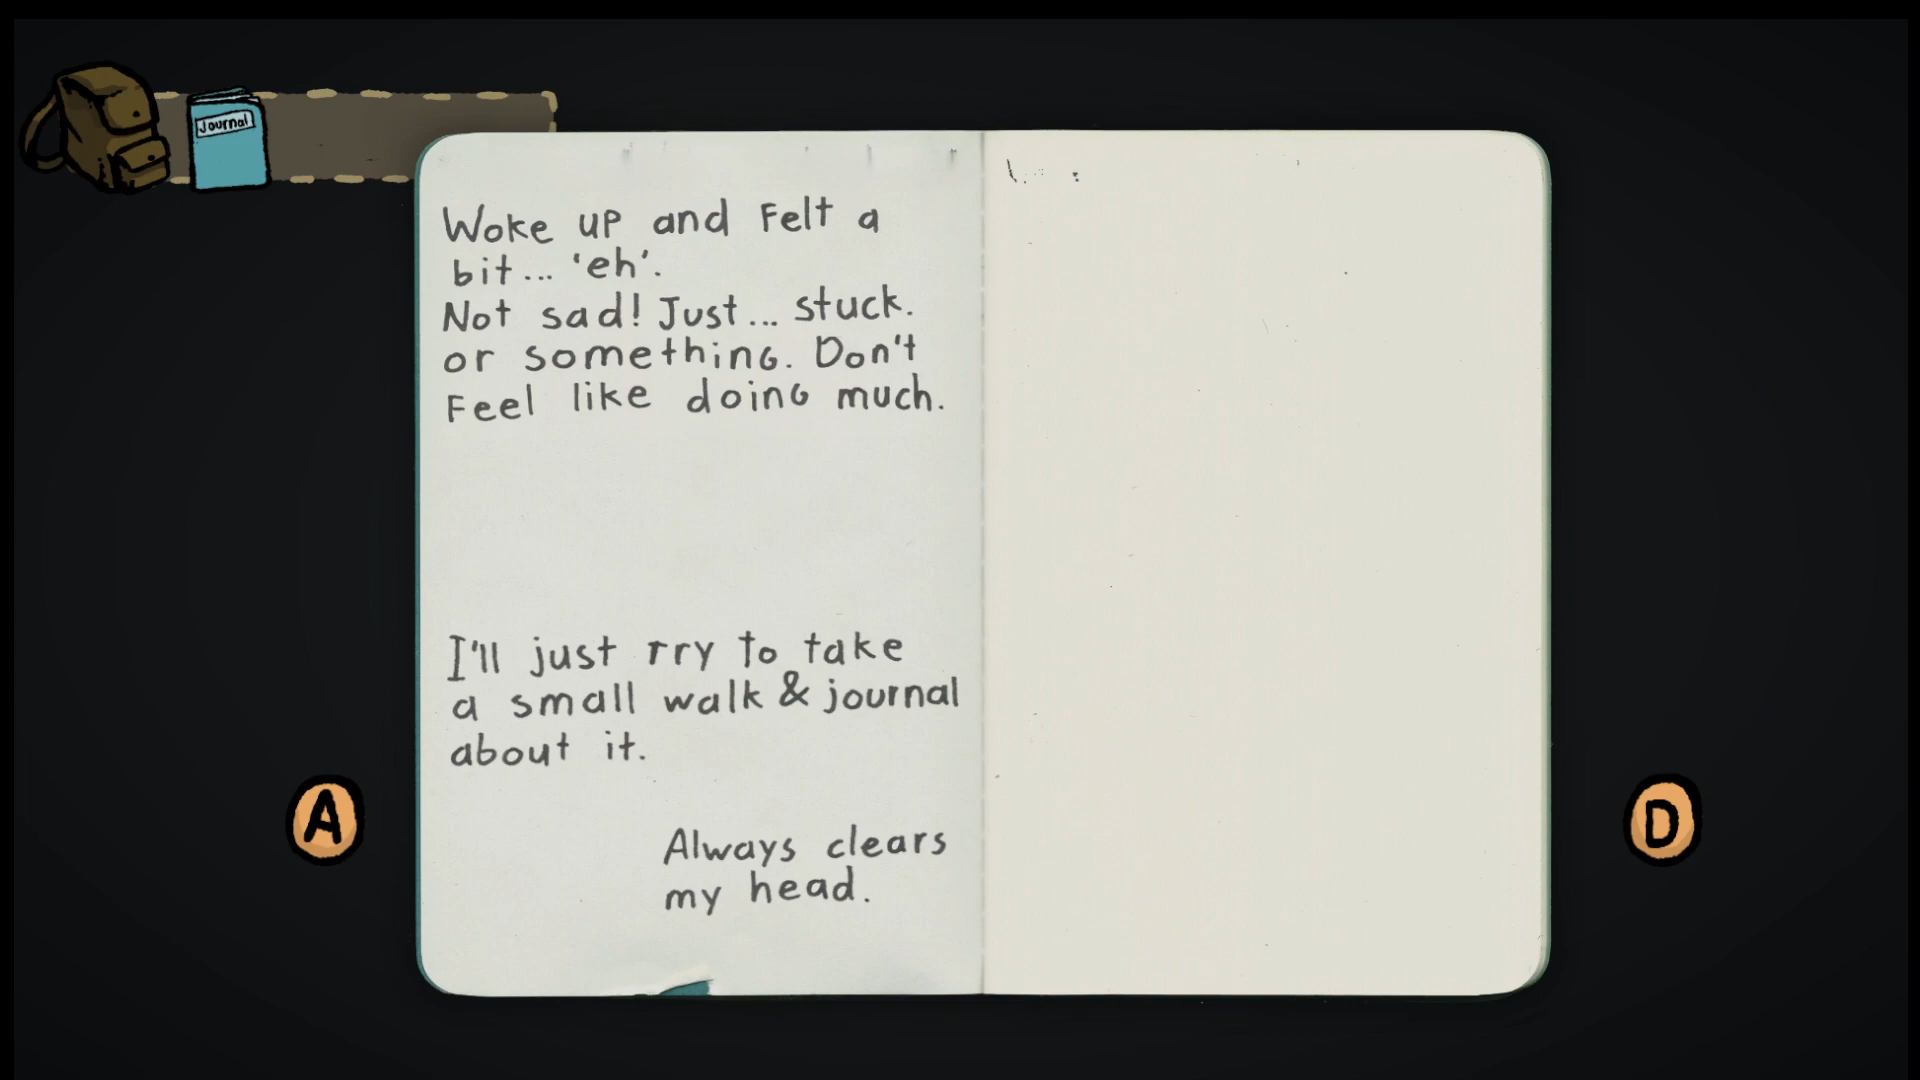 Journal
Woke up and Felt a
bit... 'eh'.
Not sad! Just... stuck.
or something. Don't
Feel like doing much.
I'll just try to take
a small walk & journal
about it.
Always clears
my head.
A
D